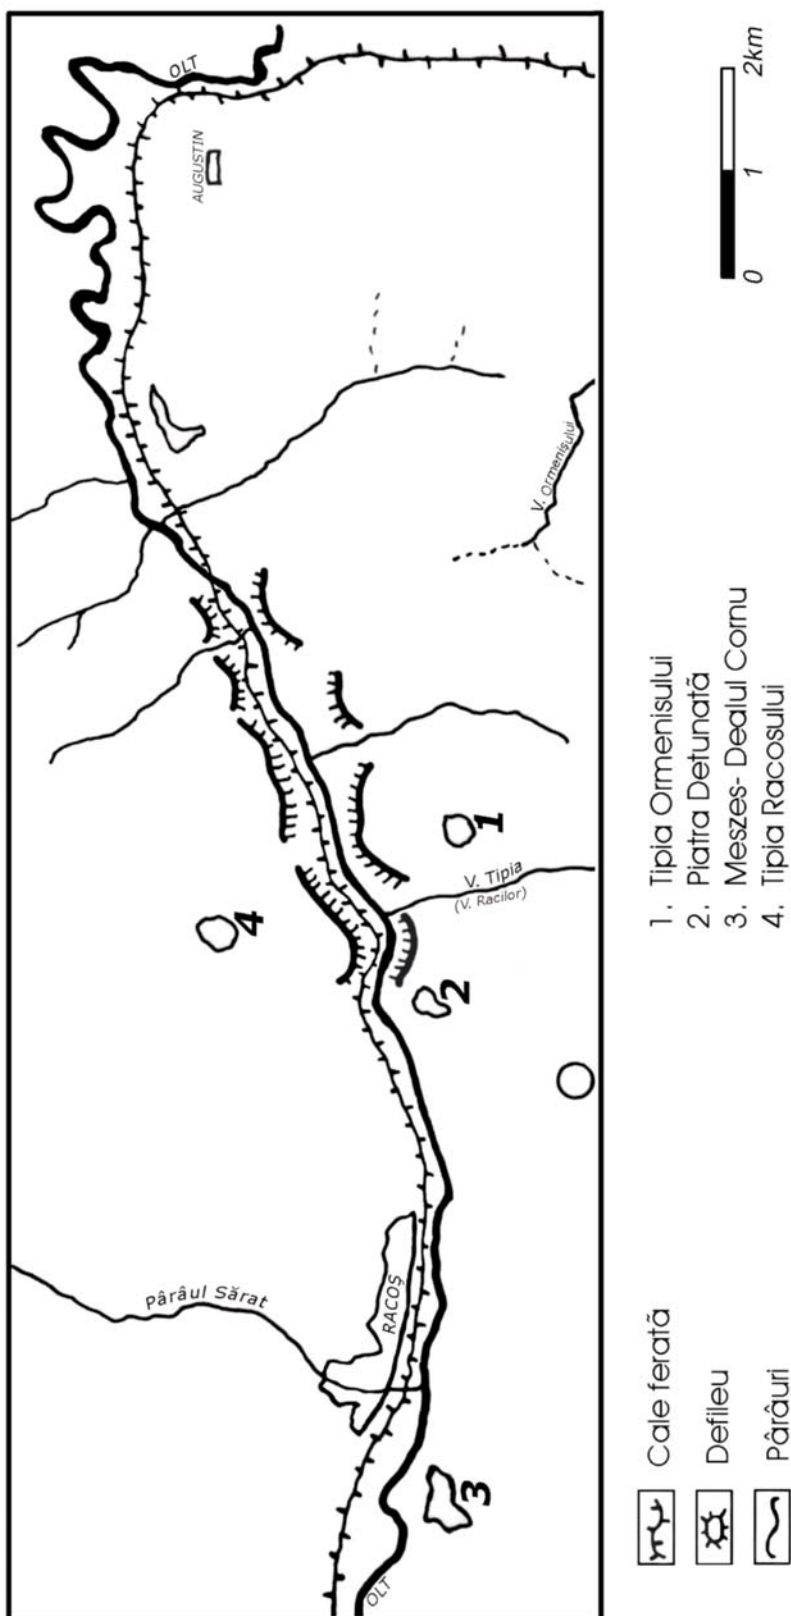 OLT
AUGUSTIN
V. Ormenișului
V. Tipia
(V. Racilor)
1
2
3
4
Pârâul Sărat
RACOȘ
OLT
Cale ferată
Defileu
Pârâuri
1. Tipia Ormenisului
2. Piatra Detunată
3. Meszes- Dealul Cornu
4. Tipia Racosului
0 1 2km